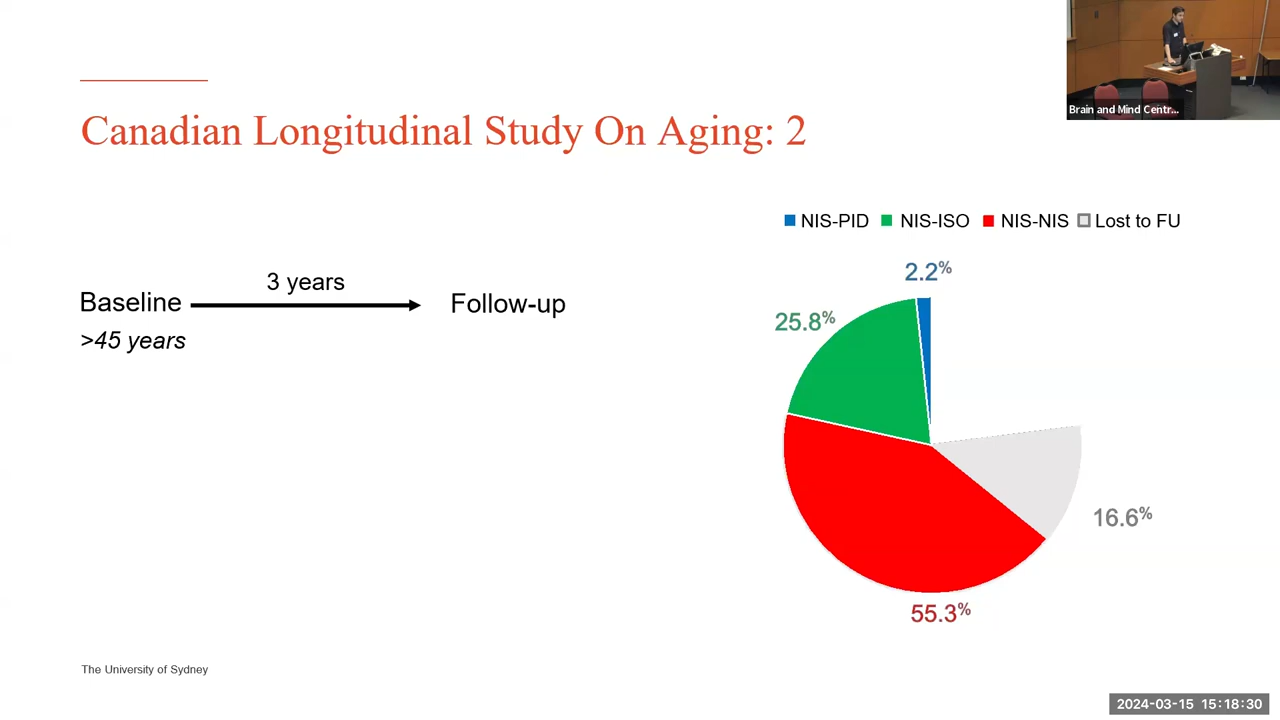 Brain and Mind Centr...
Canadian Longitudinal Study On Aging: 2
NIS-PID NIS-ISO NIS-NIS Lost to FU
2.2%
3 years
Baseline
Follow-up
>45 years
25.8%
16.6%
55.3%
The University of Sydney
2024-03-15 15:18:30